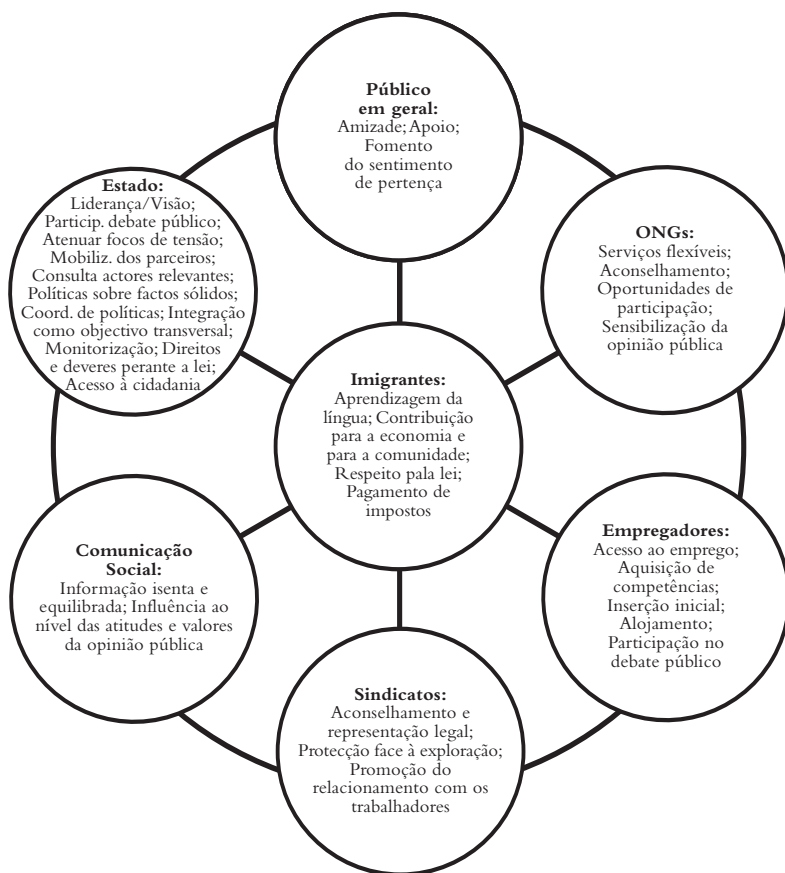 Público
em geral:
Amizade; Apoio;
Fomento
do sentimento
de pertença
Estado:
Liderança/Visão;
Particip. debate público;
Atenuar focos de tensão;
Mobiliz. dos parceiros;
Consulta actores relevantes;
Políticas sobre factos sólidos;
Coord. de políticas; Integração
como objectivo transversal;
Monitorização; Direitos
e deveres perante a lei;
Acesso à cidadania
ONGs:
Serviços flexíveis;
Aconselhamento;
Oportunidades de
participação;
Sensibilização da
opinião pública
Imigrantes:
Aprendizagem da
língua; Contribuição
para a economia e
para a comunidade;
Respeito pala lei;
Pagamento de
impostos
Comunicação
Social:
Informação isenta e
equilibrada; Influência ao
nível das atitudes e valores
da opinião pública
Empregadores:
Acesso ao emprego;
Aquisição de
competências;
Inserção inicial;
Alojamento;
Participação no
debate público
Sindicatos:
Aconselhamento e
representação legal;
Protecção face à exploração;
Promoção do
relacionamento com os
trabalhadores